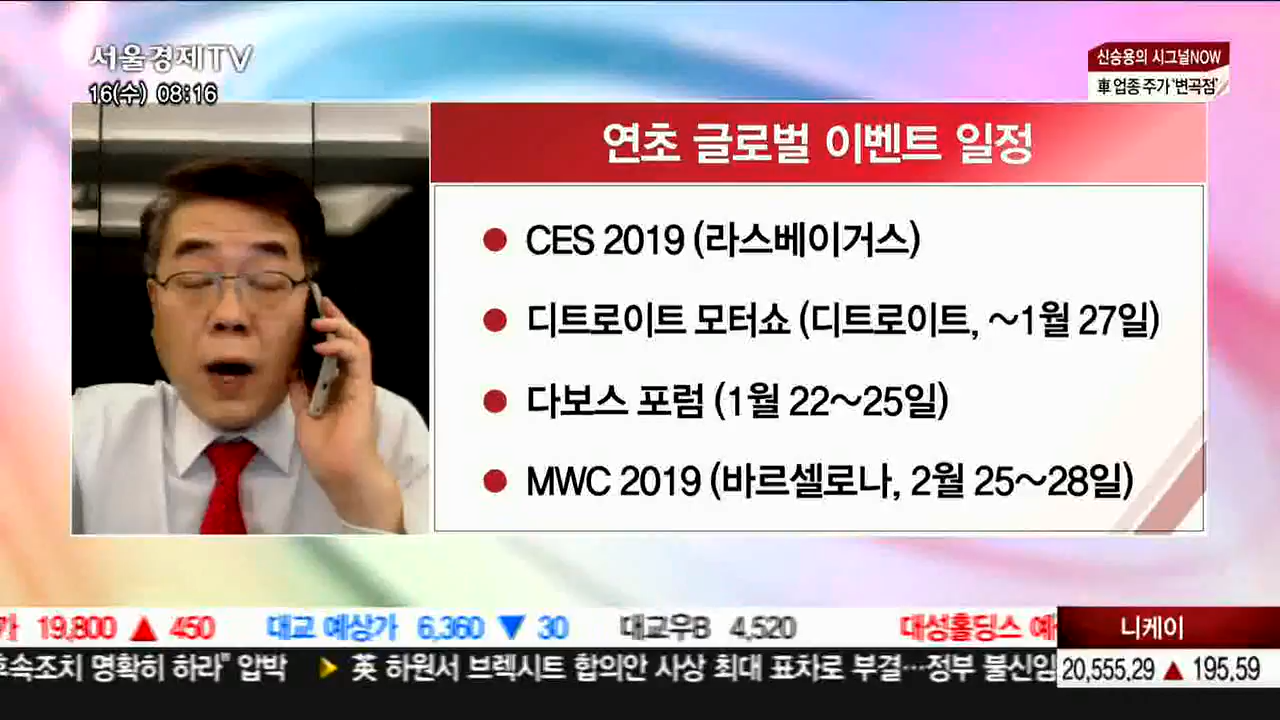 서울경제TV
16(수) 08:16
신승용의 시그널NOW
車 업종 주가 '변곡점'
연초 글로벌 이벤트 일정
● CES 2019 (라스베이거스)
● 디트로이트 모터쇼 (디트로이트, ~1월 27일)
● 다보스 포럼 (1월 22~25일)
● MWC 2019 (바르셀로나, 2월 25~28일)
가 19,800 ▲ 450 대교 예상가 6,360 ▼ 30 대교우B 4,520 대성홀딩스 예
니케이
속조치 명확히 하라" 압박 ▶ 英 하원서 브렉시트 합의안 사상 최대 표차로 부결…정부 불신임
20,555.29 ▲ 195.59